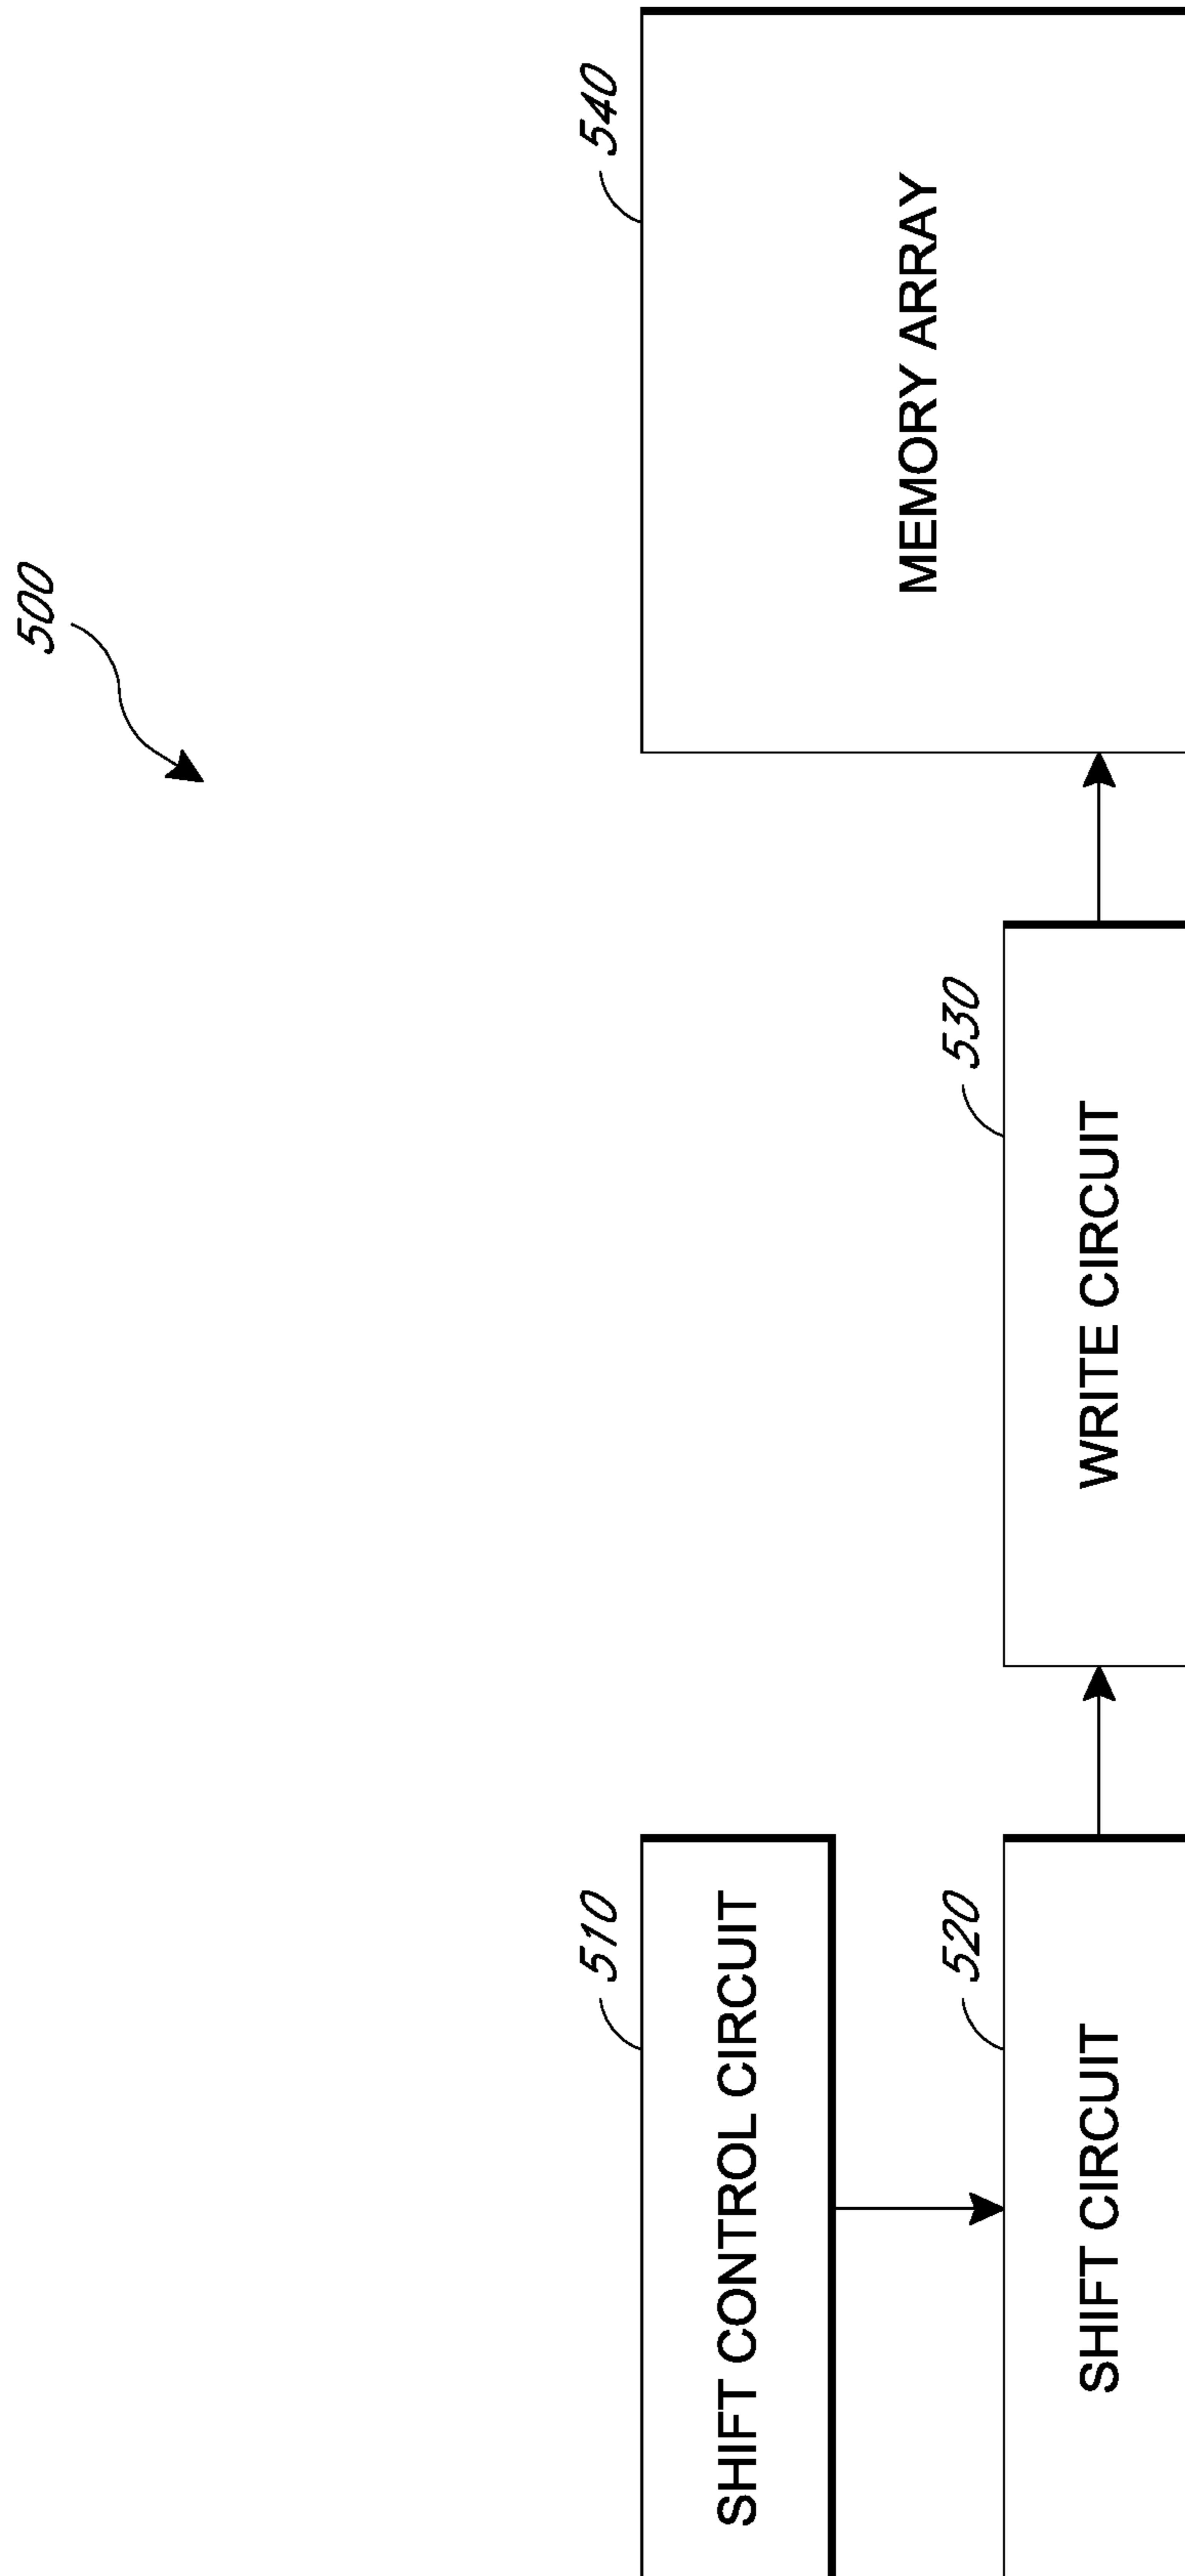 500
540
MEMORY ARRAY
510
SHIFT CONTROL CIRCUIT
520
SHIFT CIRCUIT
530
WRITE CIRCUIT